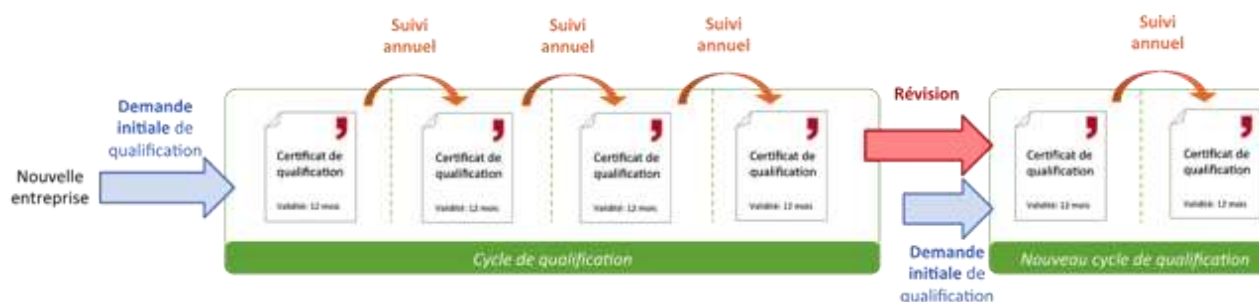 Nouvelle
entreprise
Demande
initiale de
qualification
Suivi
annuel
Suivi
annuel
Suivi
annuel
Certificat de
qualification
Validité: 12 mois
Certificat de
qualification
Validité: 12 mois
Certificat de
qualification
Validité: 12 mois
Certificat de
qualification
Validité: 12 mois
Cycle de qualification
Révision
Demande
initiale de
qualification
Suivi
annuel
Certificat de
qualification
Validité: 12 mois
Certificat de
qualification
Validité: 12 mois
Nouveau cycle de qualification